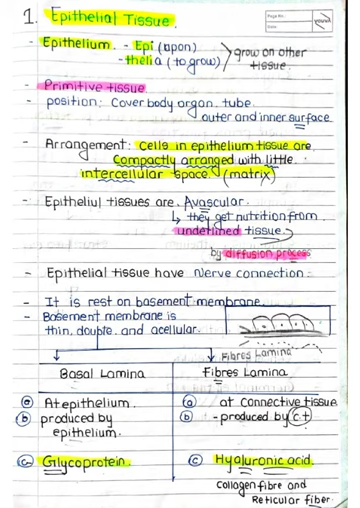 1. Epithelial Tissue.
Page No.
Date
YOUVA
- Epithelium. - Epi (upon)
- thelia (to grow)
grow on other
tissue.
- Primitive tissue
- position: Cover body organ, tube.
outer and inner surface
- Arrangement: Cells in epithelium tissue are
Compactly arranged with little
intercellular space (matrix)
- Epitheliul tissues are. Avascular.
↳ they get nutrition from
undetlined tissue
by diffusion process
- Epithelial tissue have Nerve connection
- It is rest on basement membrane.
- Basement membrane is
thin, double, and acellular.
Fibres Lamina
Basal Lamina
Fibres Lamina
(a) Atepithelium.
(b) produced by
epithelium.
(c) Glycoprotein.
(a) at connective tissue
(b) - produced by C.T
(c) Hyaluronic acid.
Collagen fibre and
Reticular fiber